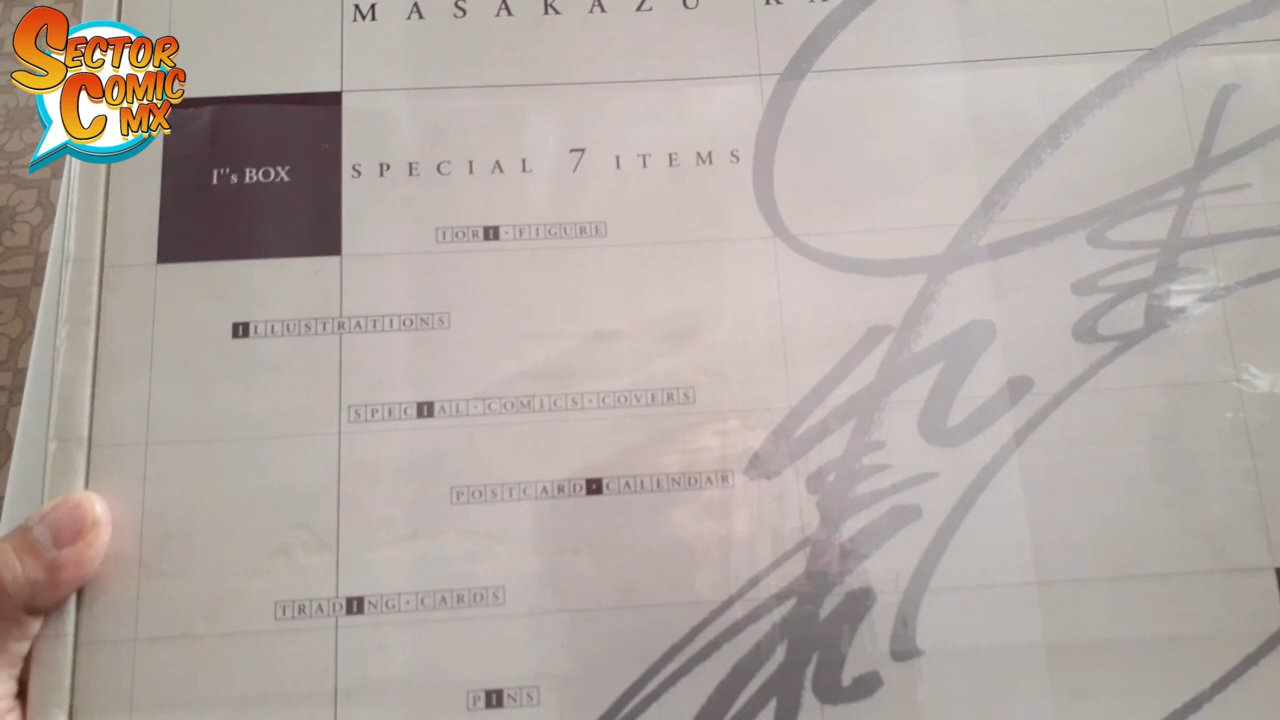 SECTOR
COMIC
MX
MASAKAZU
I"s BOX
SPECIAL 7 ITEMS
IORI・FIGURE
ILLUSTRATIONS
SPECIAL・COMICS・COVERS
POSTCARD・CALENDAR
TRADING・CARDS
PINS